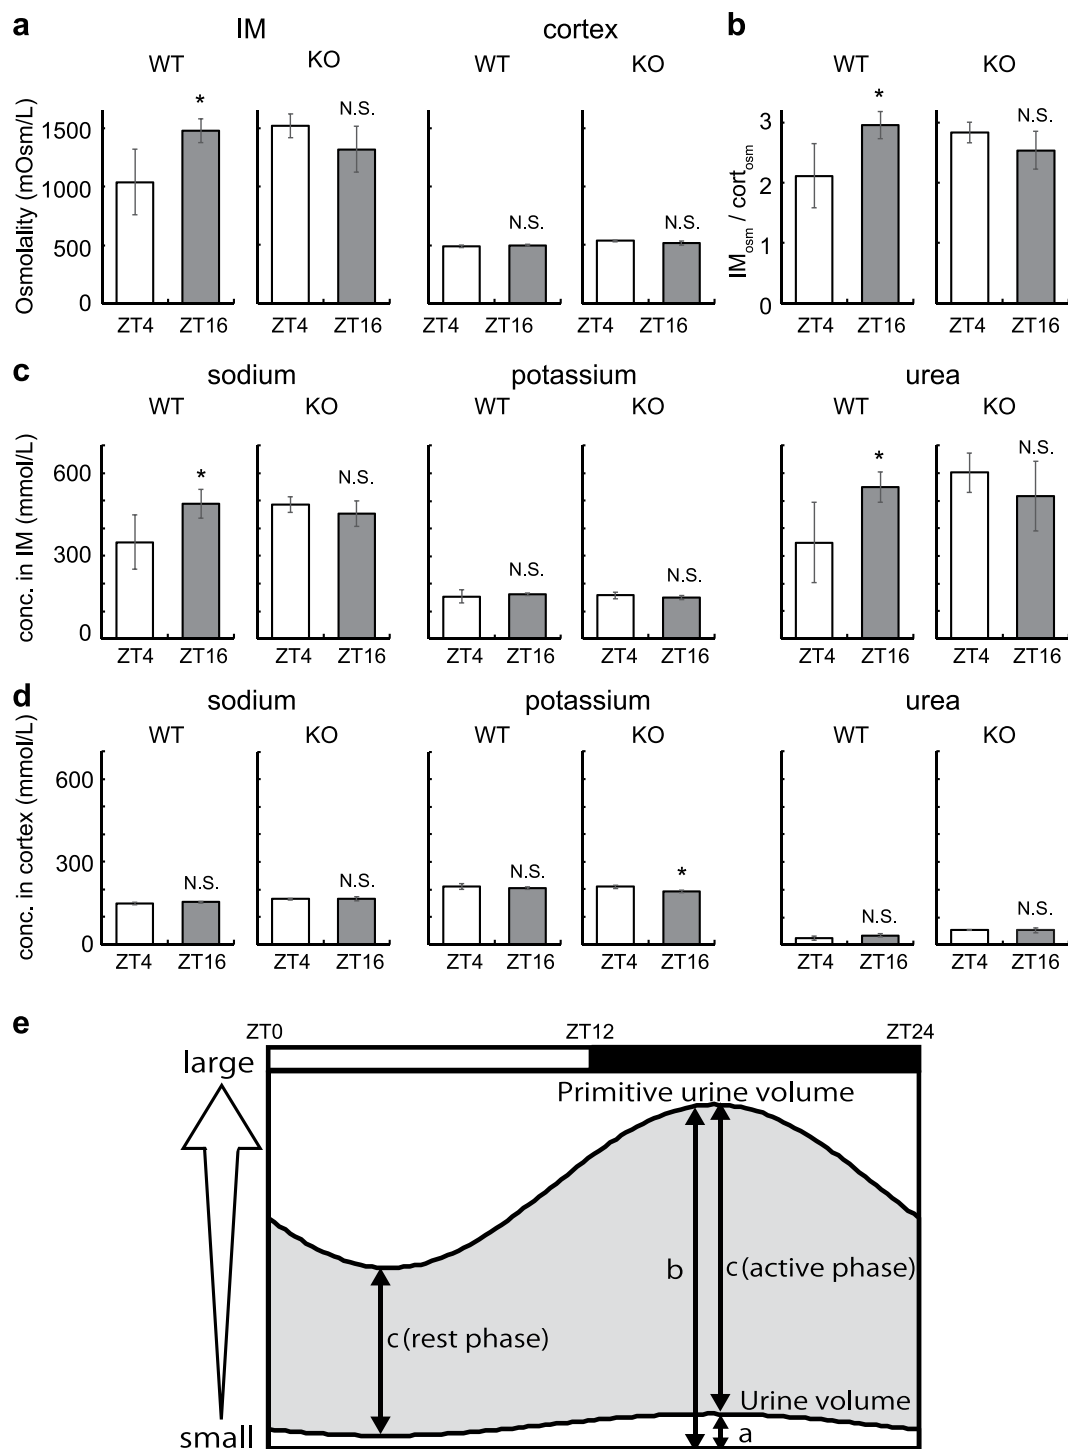 a
IM
cortex
b
WT
KO
WT
KO
WT
KO
*
N.S.
N.S.
N.S.
*
N.S.
Osmolality (mOsm/L)
1500
1000
500
0
IMosm / cortosm
3
2
1
0
ZT4 ZT16
ZT4 ZT16
ZT4 ZT16
ZT4 ZT16
ZT4 ZT16
ZT4 ZT16
c
sodium
potassium
urea
WT
KO
WT
KO
WT
KO
*
N.S.
N.S.
N.S.
*
N.S.
conc. in IM (mmol/L)
600
300
0
ZT4 ZT16
ZT4 ZT16
ZT4 ZT16
ZT4 ZT16
ZT4 ZT16
ZT4 ZT16
d
sodium
potassium
urea
WT
KO
WT
KO
WT
KO
N.S.
N.S.
N.S.
*
N.S.
N.S.
conc. in cortex (mmol/L)
600
300
0
ZT4 ZT16
ZT4 ZT16
ZT4 ZT16
ZT4 ZT16
ZT4 ZT16
ZT4 ZT16
e
ZT0
ZT12
ZT24
large
Primitive urine volume
b
c (active phase)
c (rest phase)
Urine volume
small
a